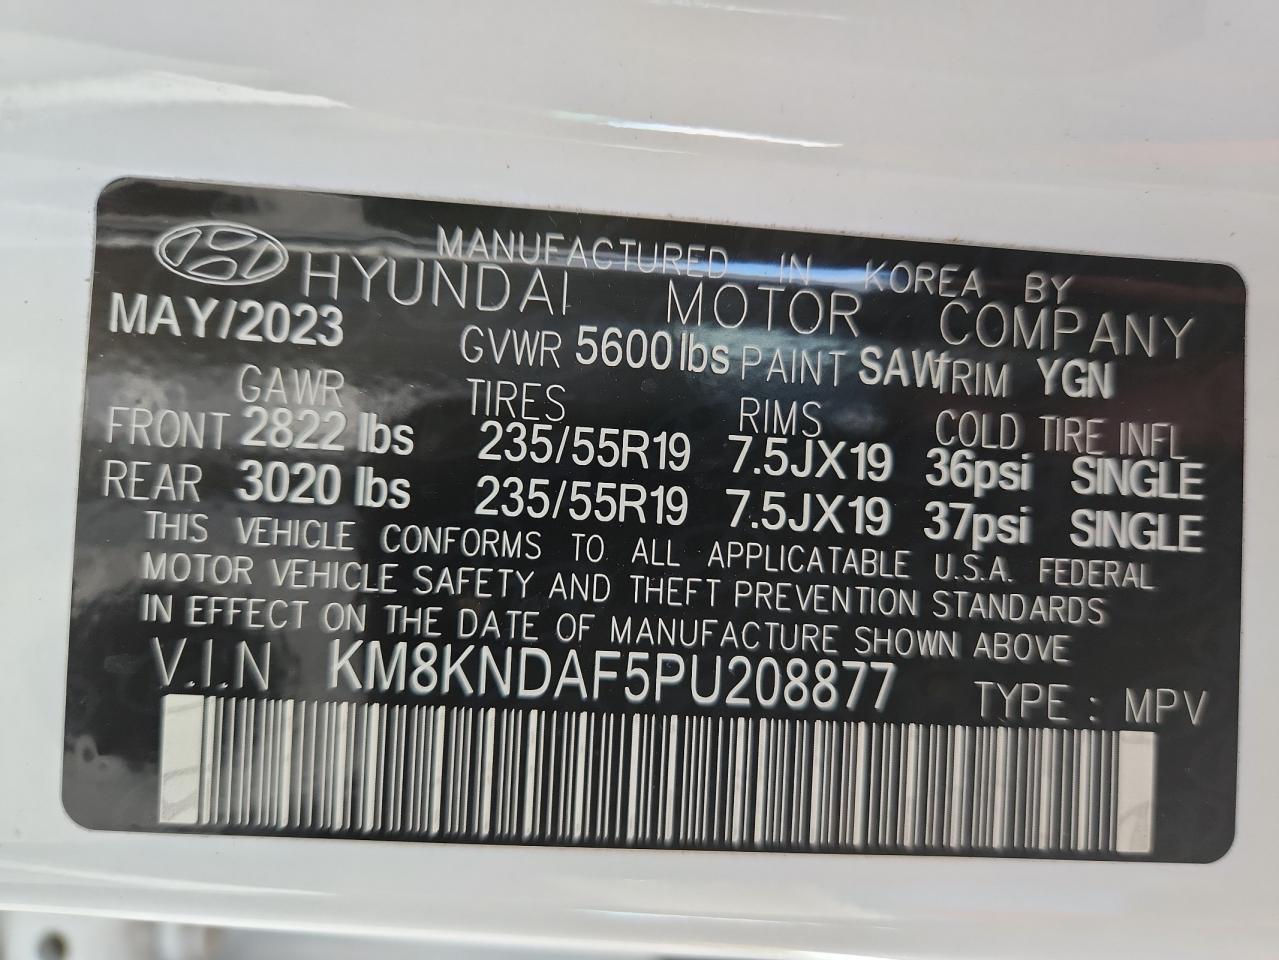 MANUFACTURED IN KOREA BY
HYUNDAI MOTOR COMPANY
MAY/2023 GVWR 5600lbs PAINT SAW TRIM YGN
GAWR TIRES RIMS COLD TIRE INFL
FRONT 2822 lbs 235/55R19 7.5JX19 36psi SINGLE
REAR 3020 lbs 235/55R19 7.5JX19 37psi SINGLE
THIS VEHICLE CONFORMS TO ALL APPLICATABLE U.S.A. FEDERAL
MOTOR VEHICLE SAFETY AND THEFT PREVENTION STANDARDS
IN EFFECT ON THE DATE OF MANUFACTURE SHOWN ABOVE
V.I.N KM8KNDAF5PU208877 TYPE : MPV